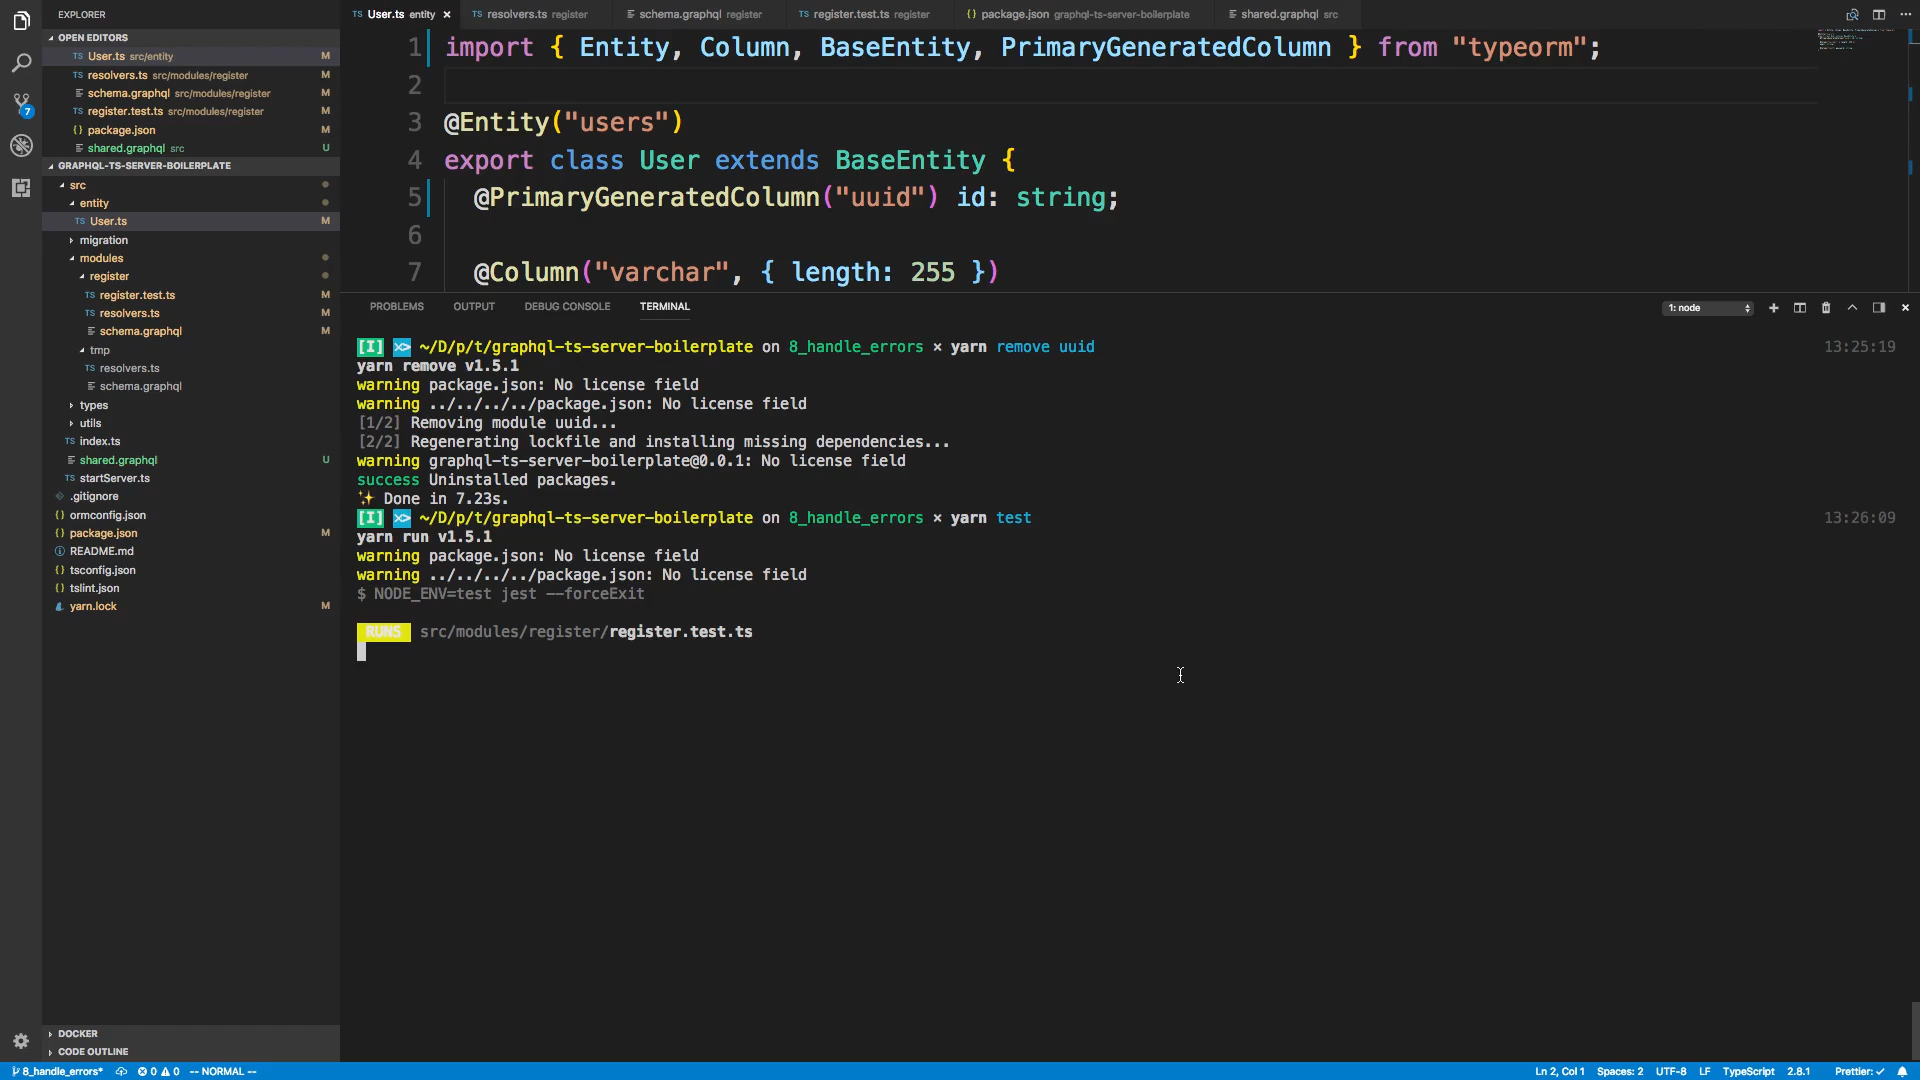 EXPLORER
OPEN EDITORS
TS User.ts src/entity M
TS resolvers.ts src/modules/register M
schema.graphql src/modules/register M
TS register.test.ts src/modules/register M
{} package.json M
shared.graphql src U
GRAPHQL-TS-SERVER-BOILERPLATE
src
entity
TS User.ts M
migration
modules
register
TS register.test.ts M
TS resolvers.ts M
schema.graphql M
tmp
TS resolvers.ts
schema.graphql
types
utils
TS index.ts
shared.graphql U
TS startServer.ts
.gitignore
{} ormconfig.json
{} package.json M
README.md
{} tsconfig.json
{} tslint.json
yarn.lock M
DOCKER
CODE OUTLINE
7
TS User.ts entity × TS resolvers.ts register schema.graphql register TS register.test.ts register {} package.json graphql-ts-server-boilerplate shared.graphql src
1 import { Entity, Column, BaseEntity, PrimaryGeneratedColumn } from "typeorm";
2
3 @Entity("users")
4 export class User extends BaseEntity {
5 @PrimaryGeneratedColumn("uuid") id: string;
6
7 @Column("varchar", { length: 255 })
PROBLEMS OUTPUT DEBUG CONSOLE TERMINAL 1: node
[I] ~/D/p/t/graphql-ts-server-boilerplate on 8_handle_errors × yarn remove uuid 13:25:19
yarn remove v1.5.1
warning package.json: No license field
warning ../../../../package.json: No license field
[1/2] Removing module uuid...
[2/2] Regenerating lockfile and installing missing dependencies...
warning graphql-ts-server-boilerplate@0.0.1: No license field
success Uninstalled packages.
✨ Done in 7.23s.
[I] ~/D/p/t/graphql-ts-server-boilerplate on 8_handle_errors × yarn test 13:26:09
yarn run v1.5.1
warning package.json: No license field
warning ../../../../package.json: No license field
$ NODE_ENV=test jest --forceExit
RUNS src/modules/register/register.test.ts
8_handle_errors* 0 0 -- NORMAL -- Ln 2, Col 1 Spaces: 2 UTF-8 LF TypeScript 2.8.1 Prettier: ✓